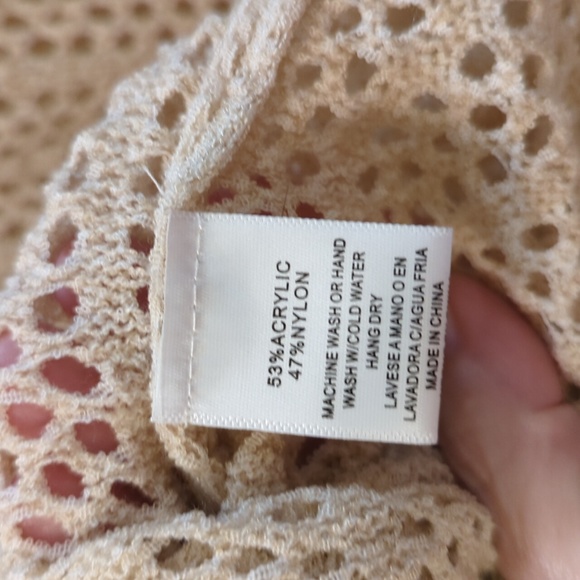 53%ACRYLIC
47%NYLON
MACHINE WASH OR HAND
WASH W/COLD WATER
HANG DRY
LAVESE A MANO O EN
LAVADORA C/AGUA FRIA
MADE IN CHINA